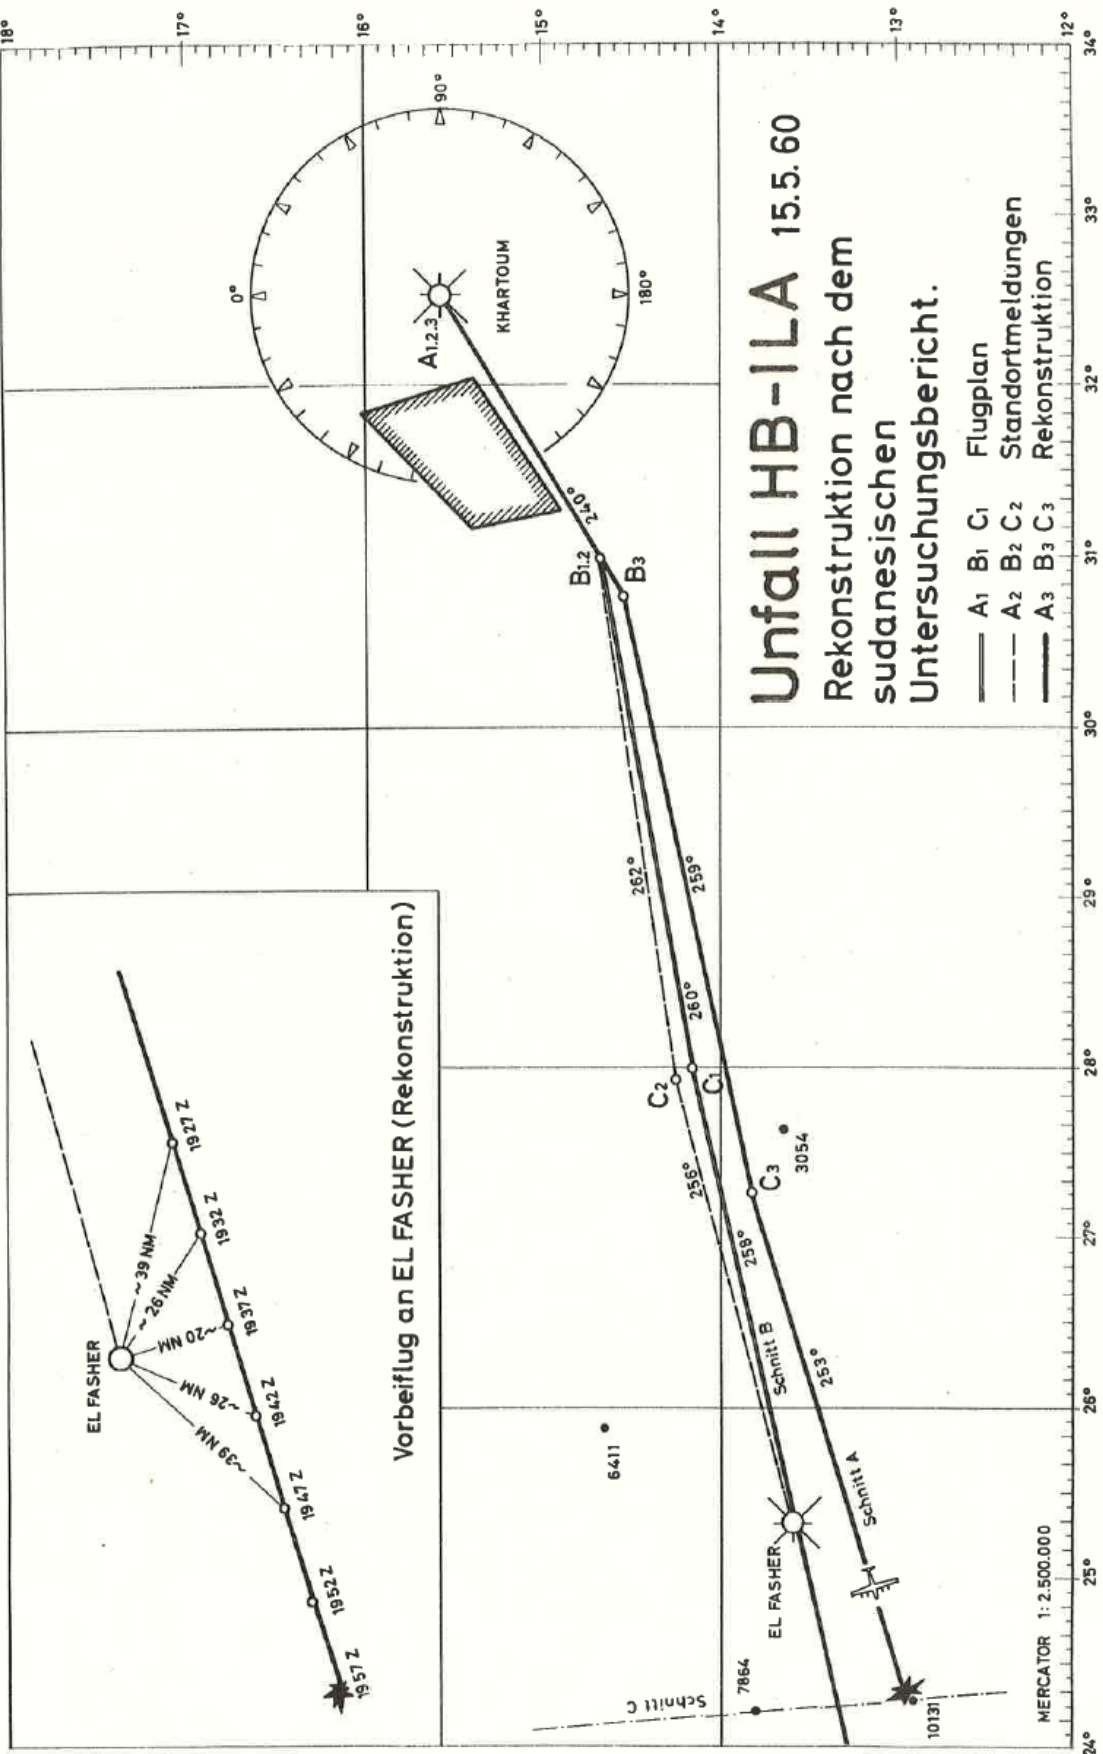 18°
17°
16°
15°
14°
13°
12°
34°
33°
32°
31°
30°
29°
28°
27°
26°
25°
24°
0°
90°
180°
A1.2.3
KHARTOUM
240°
B1.2
B3
262°
259°
260°
C2
C1
256°
258°
C3
3054
Schnitt B
253°
6411
Schnitt A
EL FASHER
7864
Schnitt C
10131
MERCATOR 1:2.500.000
Unfall HB-ILA 15.5.60
Rekonstruktion nach dem
sudanesischen
Untersuchungsbericht.
A1 B1 C1 Flugplan
A2 B2 C2 Standortmeldungen
A3 B3 C3 Rekonstruktion
EL FASHER
~39 NM
~26 NM
~20 NM
~26 NM
~39 NM
1927 Z
1932 Z
1937 Z
1942 Z
1947 Z
1952 Z
1957 Z
Vorbeiflug an EL FASHER (Rekonstruktion)